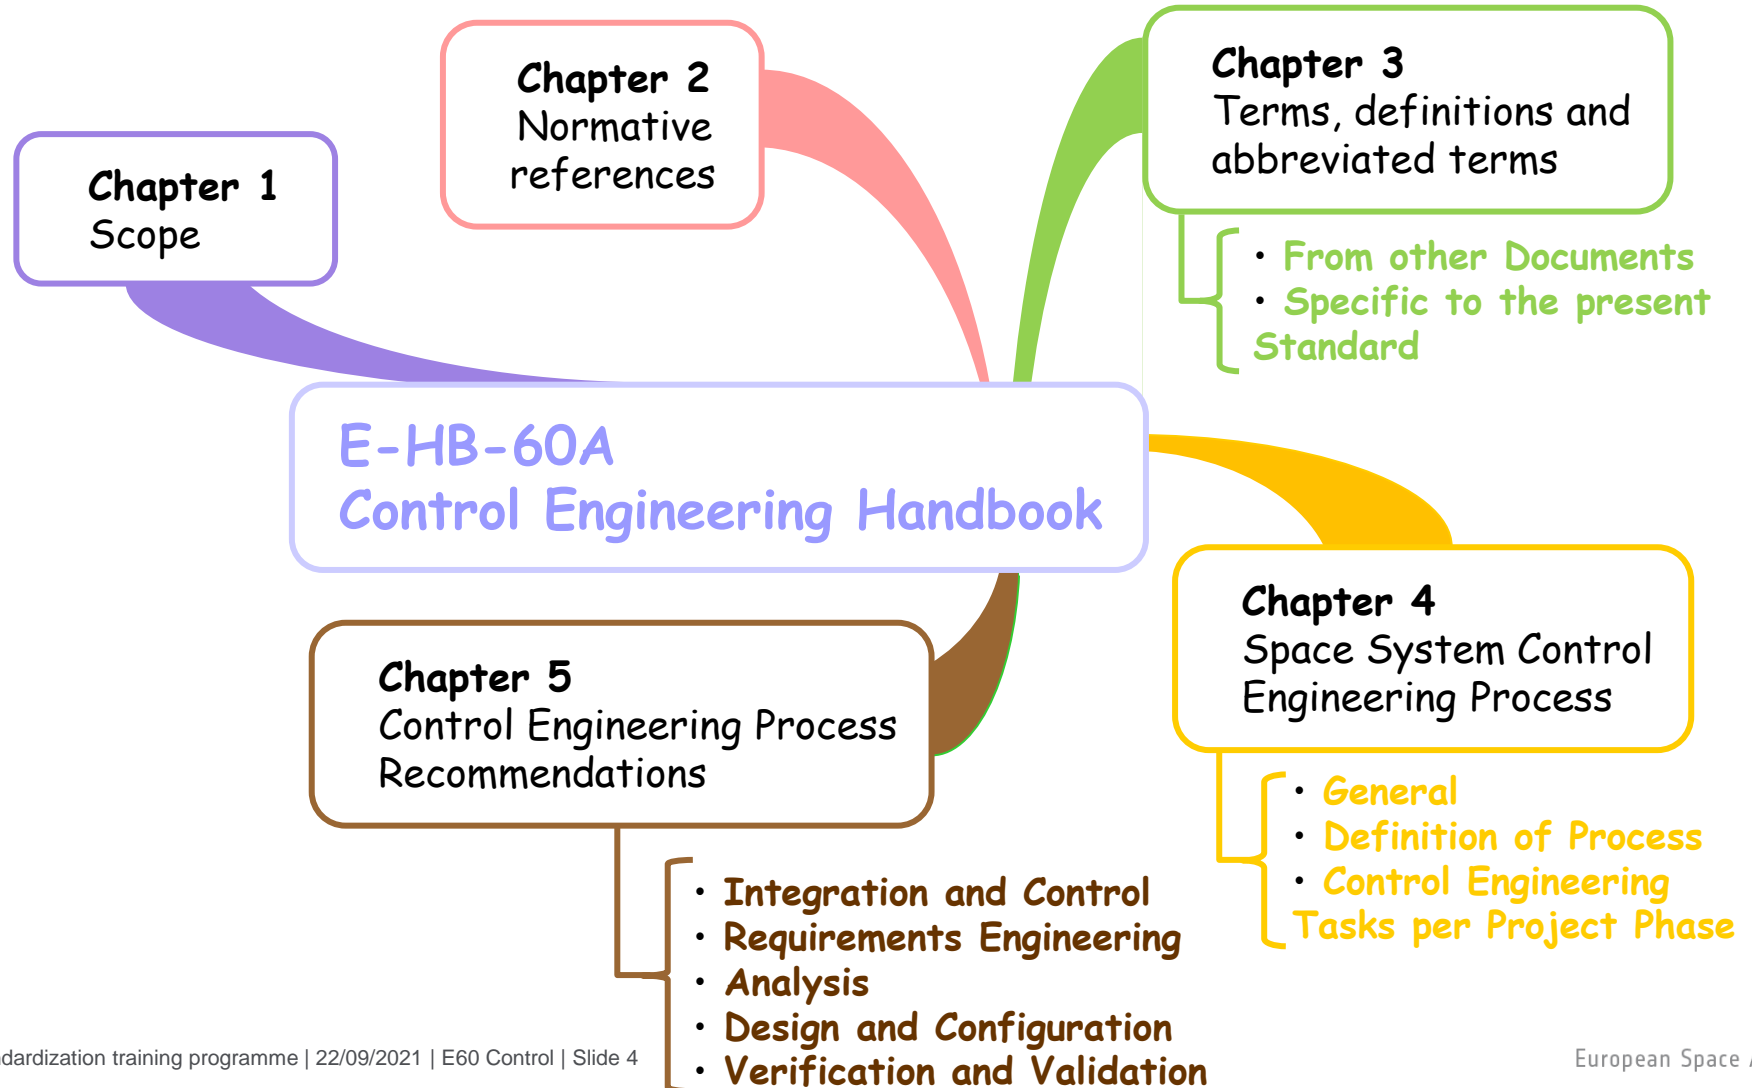 Chapter 1
Scope
Chapter 2
Normative
references
Chapter 3
Terms, definitions and
abbreviated terms
• From other Documents
• Specific to the present
Standard
E-HB-60A
Control Engineering Handbook
Chapter 4
Space System Control
Engineering Process
• General
• Definition of Process
• Control Engineering
Tasks per Project Phase
Chapter 5
Control Engineering Process
Recommendations
• Integration and Control
• Requirements Engineering
• Analysis
• Design and Configuration
• Verification and Validation
dardization training programme | 22/09/2021 | E60 Control | Slide 4
European Space A